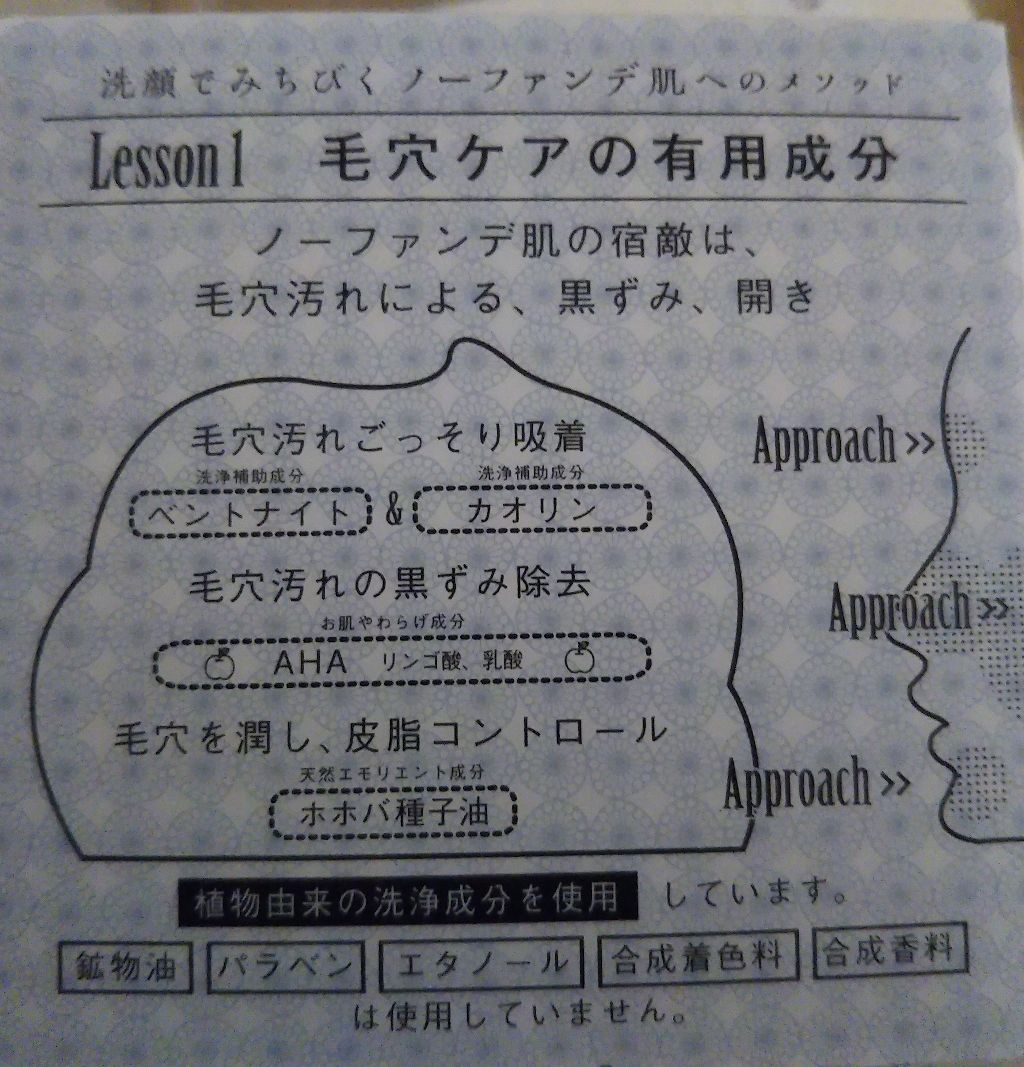 洗顔でみちびくノーファンデ肌へのメソッド
Lesson 1 毛穴ケアの有用成分
ノーファンデ肌の宿敵は、
毛穴汚れによる、黒ずみ、開き
毛穴汚れごっそり吸着
Approach >>
洗浄補助成分 洗浄補助成分
ベントナイト & カオリン
毛穴汚れの黒ずみ除去
Approach >>
お肌やわらげ成分
AHA リンゴ酸、乳酸
毛穴を潤し、皮脂コントロール
天然エモリエント成分
Approach >>
ホホバ種子油
植物由来の洗浄成分を使用 しています。
鉱物油 パラベン エタノール 合成着色料 合成香料
は使用していません。